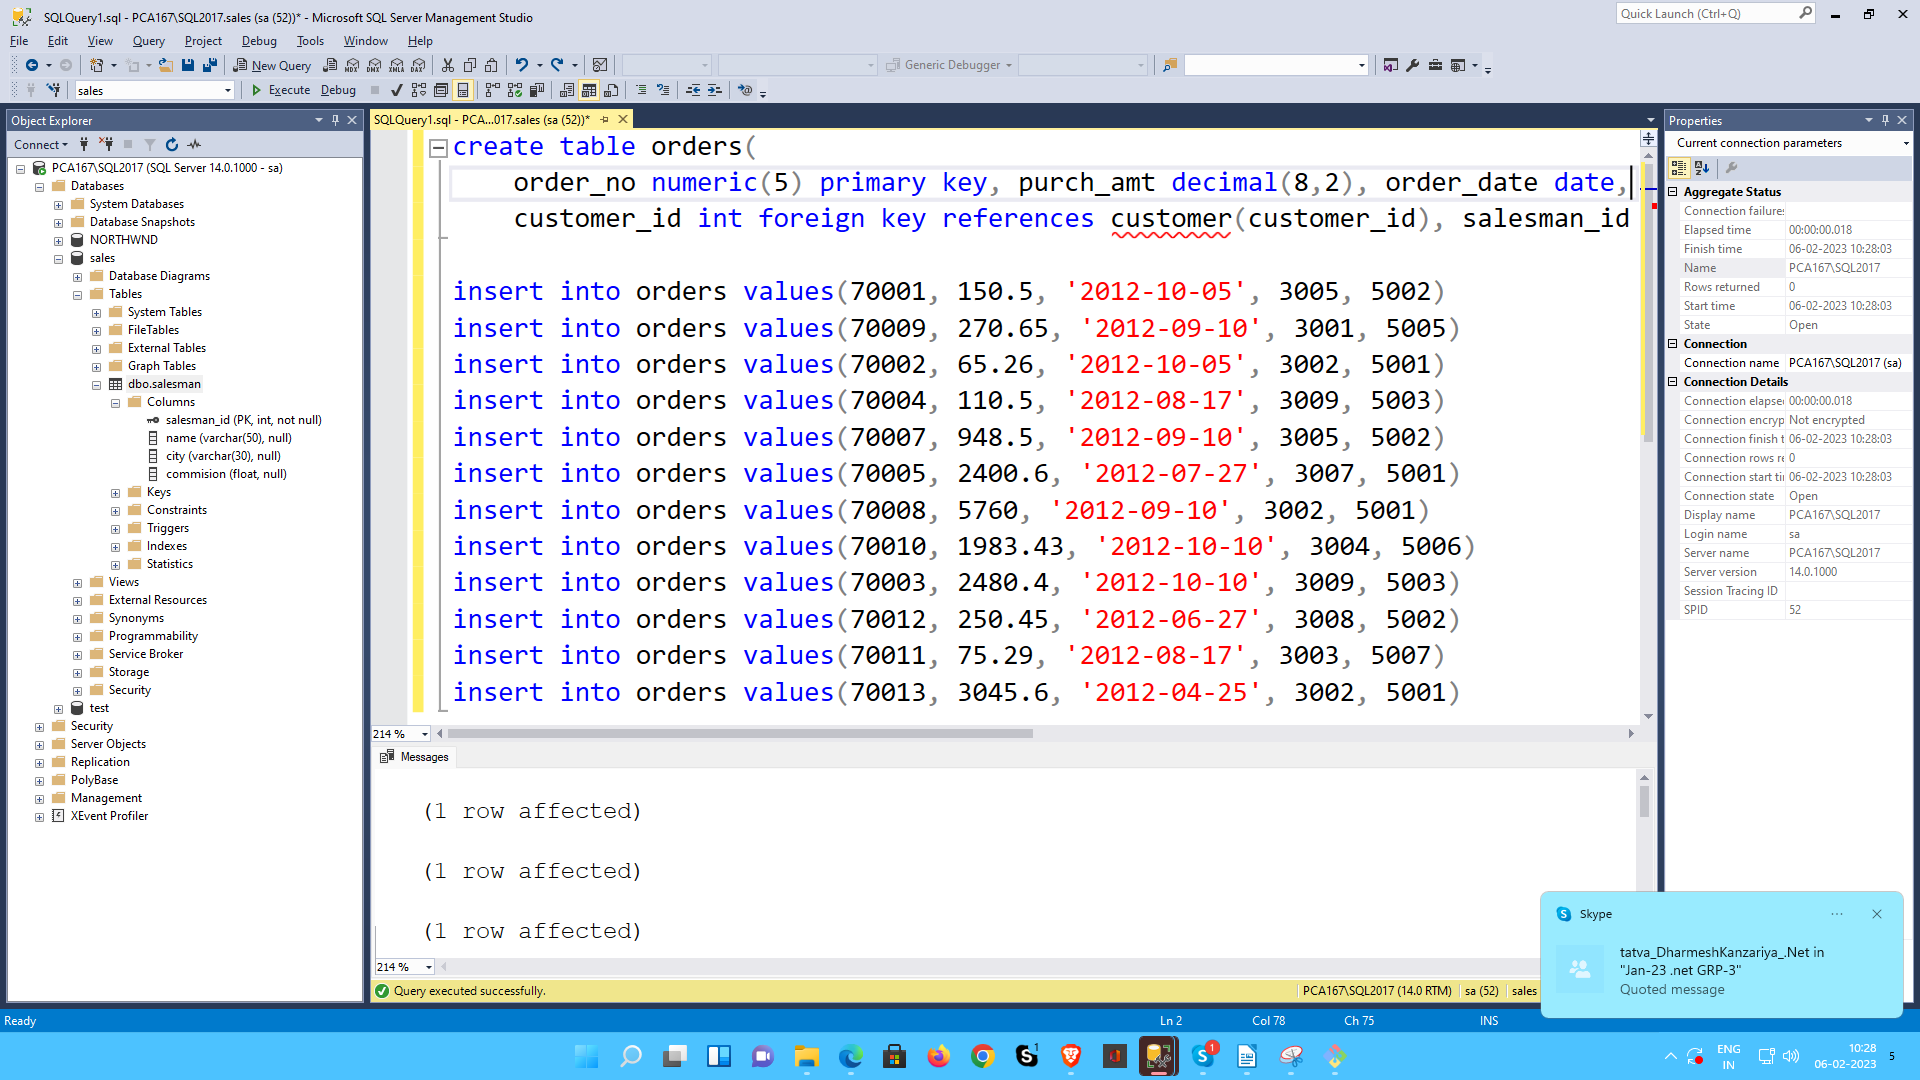 SQLQuery1.sql - PCA167\SQL2017.sales (sa (52))* - Microsoft SQL Server Management Studio
Quick Launch (Ctrl+Q)
File Edit View Query Project Debug Tools Window Help
New Query
MDX DMX XMLA DAX
Generic Debugger
sales
Execute Debug
Object Explorer
Connect
PCA167\SQL2017 (SQL Server 14.0.1000 - sa)
Databases
System Databases
Database Snapshots
NORTHWND
sales
Database Diagrams
Tables
System Tables
FileTables
External Tables
Graph Tables
dbo.salesman
Columns
salesman_id (PK, int, not null)
name (varchar(50), null)
city (varchar(30), null)
commision (float, null)
Keys
Constraints
Triggers
Indexes
Statistics
Views
External Resources
Synonyms
Programmability
Service Broker
Storage
Security
test
Security
Server Objects
Replication
PolyBase
Management
XEvent Profiler
SQLQuery1.sql - PCA...017.sales (sa (52))*
create table orders(
order_no numeric(5) primary key, purch_amt decimal(8,2), order_date date,
customer_id int foreign key references customer(customer_id), salesman_id
insert into orders values(70001, 150.5, '2012-10-05', 3005, 5002)
insert into orders values(70009, 270.65, '2012-09-10', 3001, 5005)
insert into orders values(70002, 65.26, '2012-10-05', 3002, 5001)
insert into orders values(70004, 110.5, '2012-08-17', 3009, 5003)
insert into orders values(70007, 948.5, '2012-09-10', 3005, 5002)
insert into orders values(70005, 2400.6, '2012-07-27', 3007, 5001)
insert into orders values(70008, 5760, '2012-09-10', 3002, 5001)
insert into orders values(70010, 1983.43, '2012-10-10', 3004, 5006)
insert into orders values(70003, 2480.4, '2012-10-10', 3009, 5003)
insert into orders values(70012, 250.45, '2012-06-27', 3008, 5002)
insert into orders values(70011, 75.29, '2012-08-17', 3003, 5007)
insert into orders values(70013, 3045.6, '2012-04-25', 3002, 5001)
214 %
Messages
(1 row affected)
(1 row affected)
(1 row affected)
214 %
Query executed successfully.
PCA167\SQL2017 (14.0 RTM) sa (52) sales
Properties
Current connection parameters
Aggregate Status
Connection failures
Elapsed time 00:00:00.018
Finish time 06-02-2023 10:28:03
Name PCA167\SQL2017
Rows returned 0
Start time 06-02-2023 10:28:03
State Open
Connection
Connection name PCA167\SQL2017 (sa)
Connection Details
Connection elapse 00:00:00.018
Connection encryp Not encrypted
Connection finish t 06-02-2023 10:28:03
Connection rows re 0
Connection start ti 06-02-2023 10:28:03
Connection state Open
Display name PCA167\SQL2017
Login name sa
Server name PCA167\SQL2017
Server version 14.0.1000
Session Tracing ID
SPID 52
Skype
tatva_DharmeshKanzariya_.Net in
"Jan-23 .net GRP-3"
Quoted message
Ready
Ln 2 Col 78 Ch 75 INS
1
1
ENG
IN
10:28
06-02-2023
5